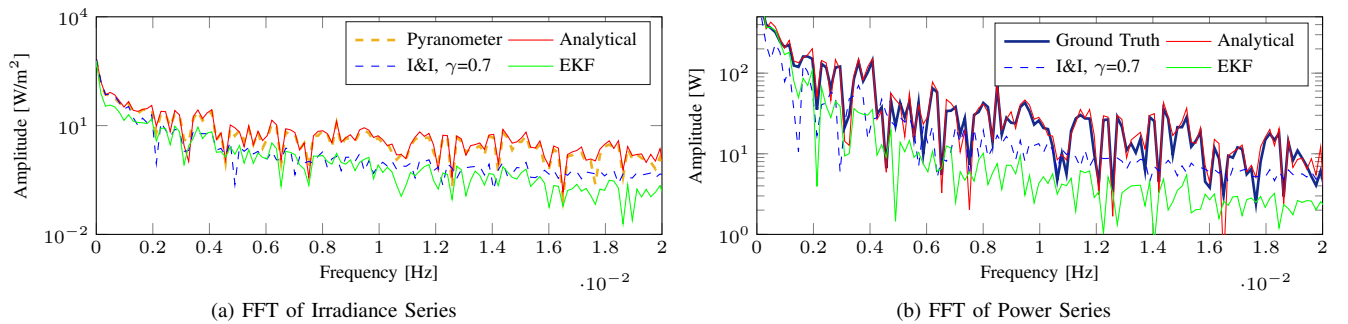 10^4
10^1
10^−2
Amplitude [W/m^2]
Pyranometer
Analytical
I&I, γ=0.7
EKF
0 0.2 0.4 0.6 0.8 1 1.2 1.4 1.6 1.8 2
Frequency [Hz]
·10^−2
(a) FFT of Irradiance Series
10^2
10^1
10^0
Amplitude [W]
Ground Truth
Analytical
I&I, γ=0.7
EKF
0 0.2 0.4 0.6 0.8 1 1.2 1.4 1.6 1.8 2
Frequency [Hz]
·10^−2
(b) FFT of Power Series